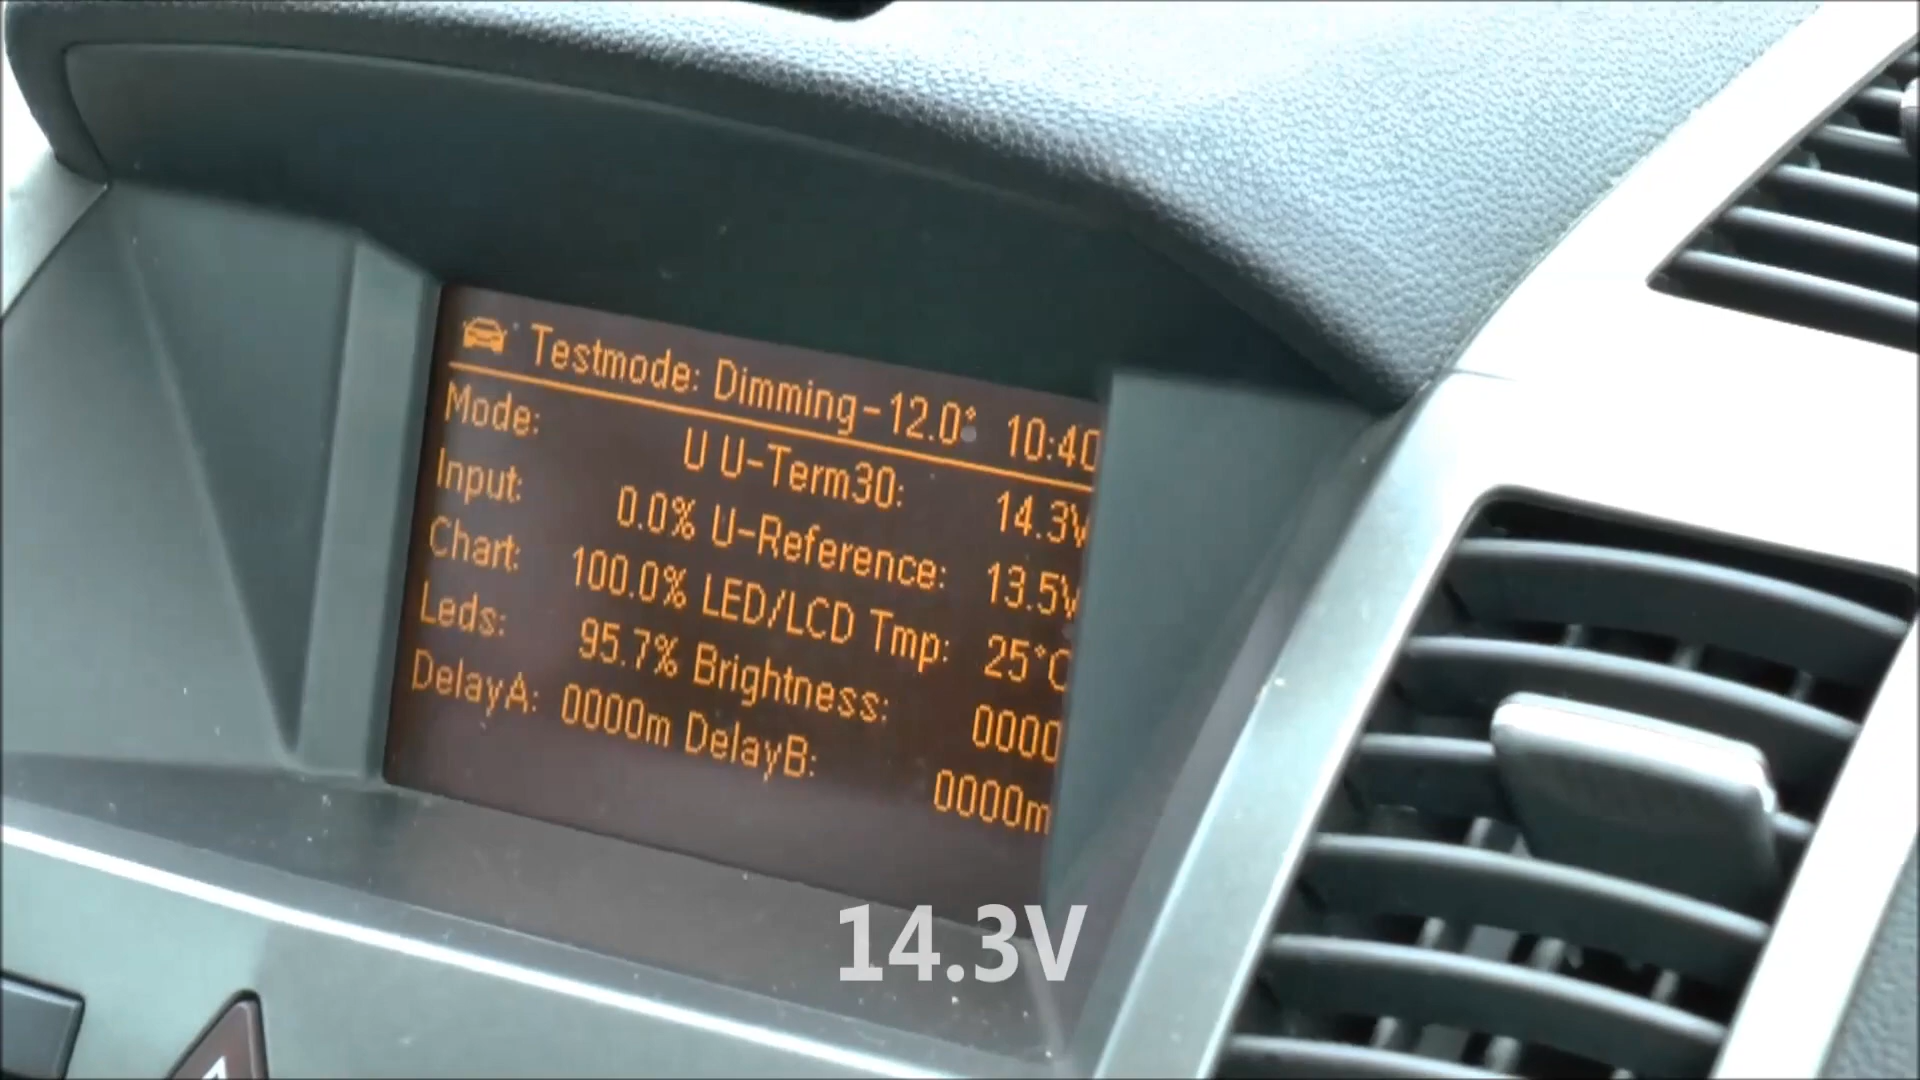 Testmode: Dimming -12.0° 10:40
Mode: U U-Term30: 14.3V
Input: 0.0% U-Reference: 13.5V
Chart: 100.0% LED/LCD Tmp: 25°C
Leds: 95.7% Brightness: 0000
DelayA: 0000m DelayB: 0000m
14.3V